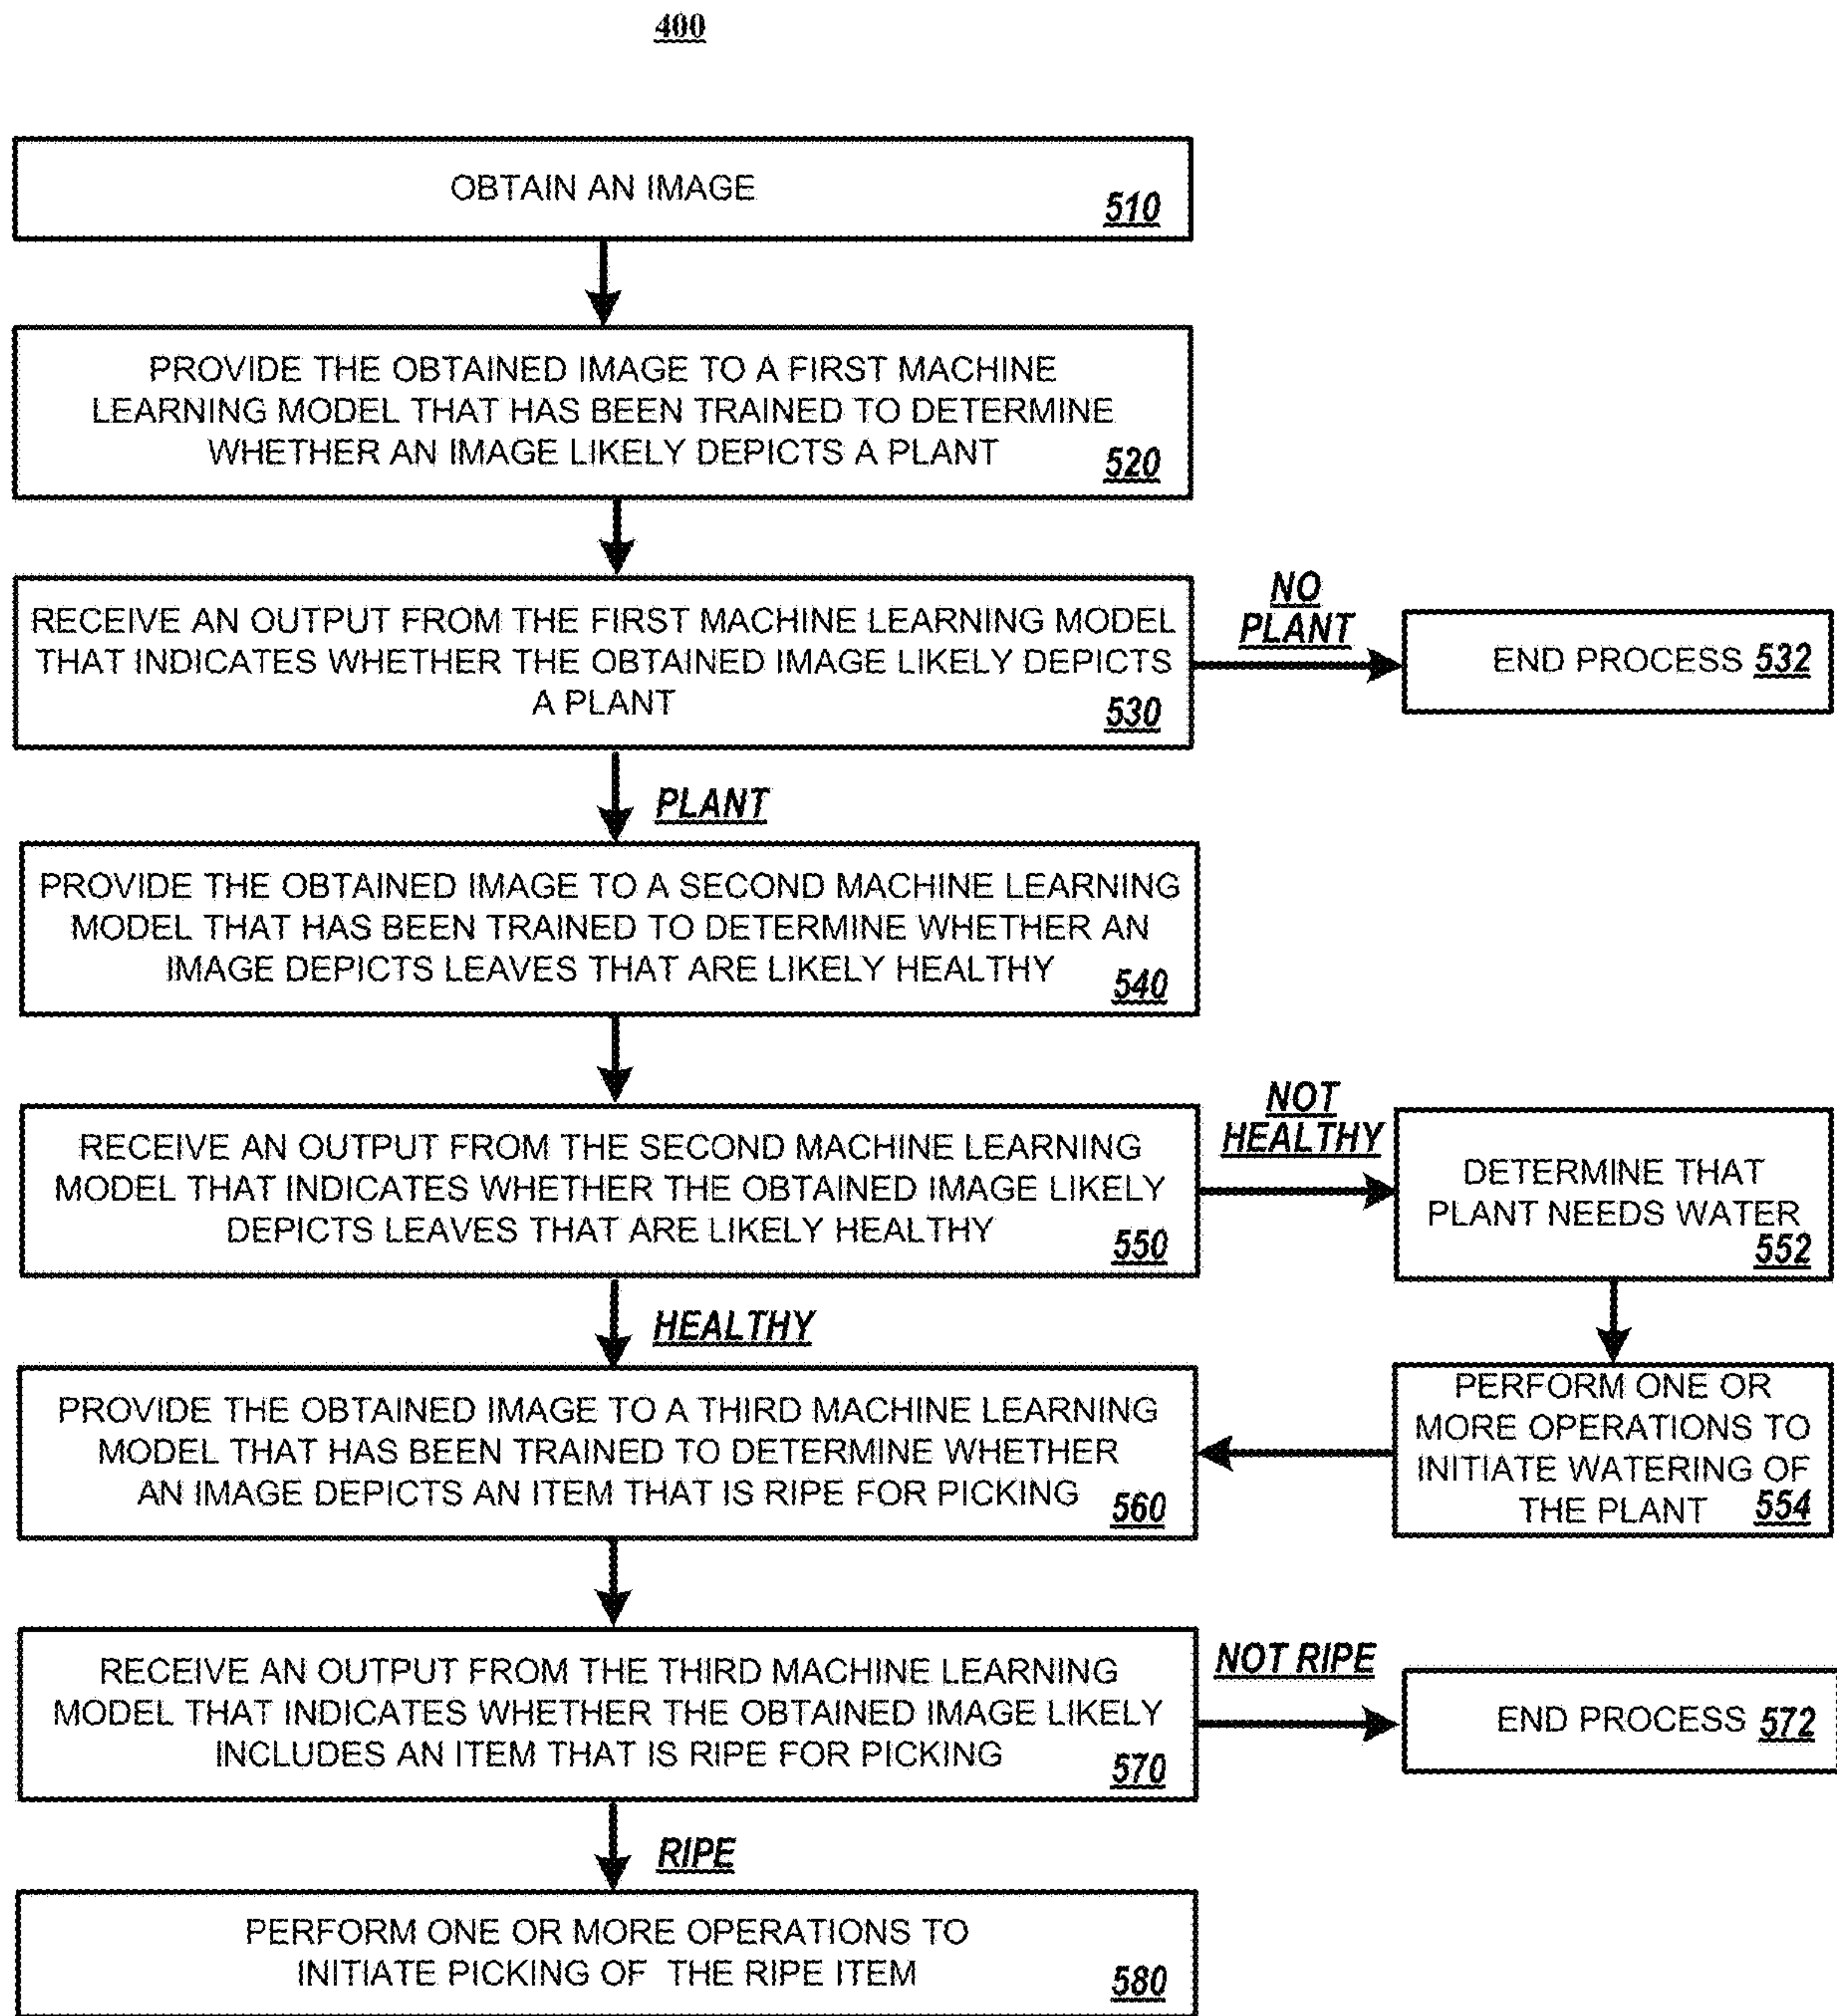 400
OBTAIN AN IMAGE
510
PROVIDE THE OBTAINED IMAGE TO A FIRST MACHINE
LEARNING MODEL THAT HAS BEEN TRAINED TO DETERMINE
WHETHER AN IMAGE LIKELY DEPICTS A PLANT
520
RECEIVE AN OUTPUT FROM THE FIRST MACHINE LEARNING MODEL
THAT INDICATES WHETHER THE OBTAINED IMAGE LIKELY DEPICTS
A PLANT
530
NO
PLANT
END PROCESS 532
PLANT
PROVIDE THE OBTAINED IMAGE TO A SECOND MACHINE LEARNING
MODEL THAT HAS BEEN TRAINED TO DETERMINE WHETHER AN
IMAGE DEPICTS LEAVES THAT ARE LIKELY HEALTHY
540
RECEIVE AN OUTPUT FROM THE SECOND MACHINE LEARNING
MODEL THAT INDICATES WHETHER THE OBTAINED IMAGE LIKELY
DEPICTS LEAVES THAT ARE LIKELY HEALTHY
550
NOT
HEALTHY
DETERMINE THAT
PLANT NEEDS WATER
552
HEALTHY
PERFORM ONE OR
MORE OPERATIONS TO
INITIATE WATERING OF
THE PLANT
554
PROVIDE THE OBTAINED IMAGE TO A THIRD MACHINE LEARNING
MODEL THAT HAS BEEN TRAINED TO DETERMINE WHETHER
AN IMAGE DEPICTS AN ITEM THAT IS RIPE FOR PICKING
560
RECEIVE AN OUTPUT FROM THE THIRD MACHINE LEARNING
MODEL THAT INDICATES WHETHER THE OBTAINED IMAGE LIKELY
INCLUDES AN ITEM THAT IS RIPE FOR PICKING
570
NOT RIPE
END PROCESS 572
RIPE
PERFORM ONE OR MORE OPERATIONS TO
INITIATE PICKING OF THE RIPE ITEM
580